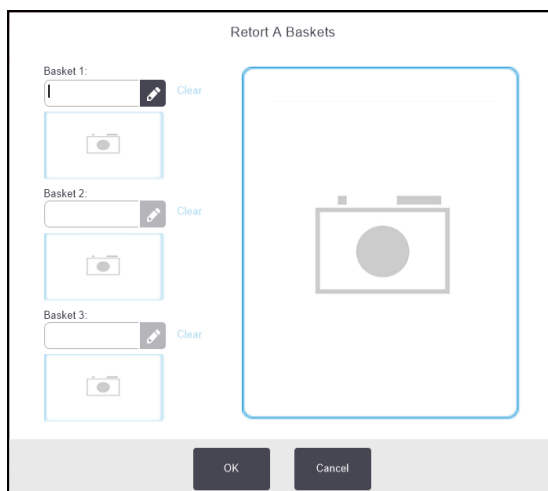 Retort A Baskets
Basket 1:
Clear
Basket 2:
Clear
Basket 3:
Clear
OK Cancel